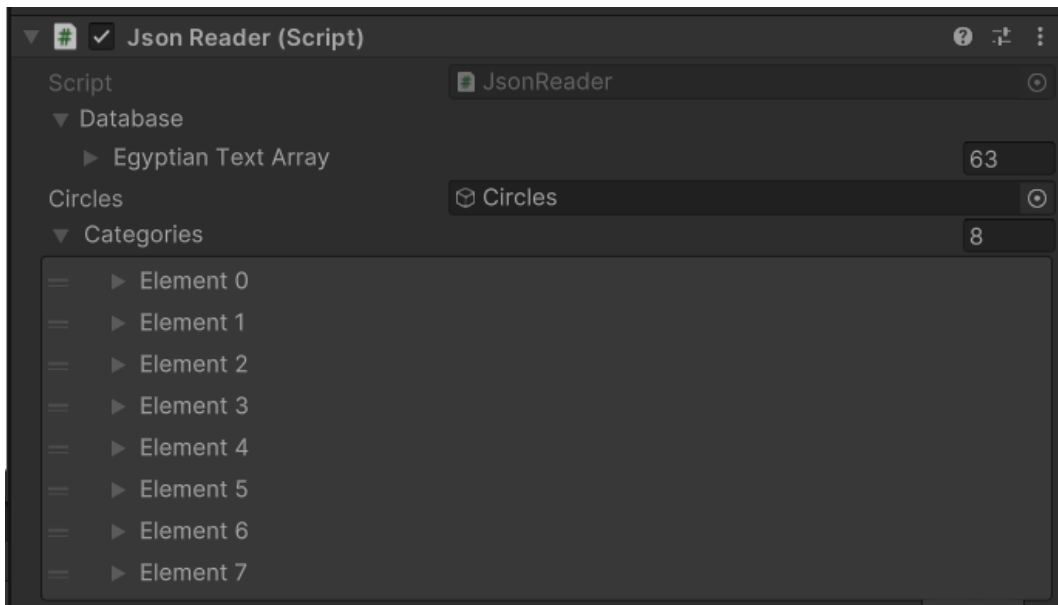 Json Reader (Script)
Script JsonReader
Database
Egyptian Text Array 63
Circles Circles
Categories 8
Element 0
Element 1
Element 2
Element 3
Element 4
Element 5
Element 6
Element 7